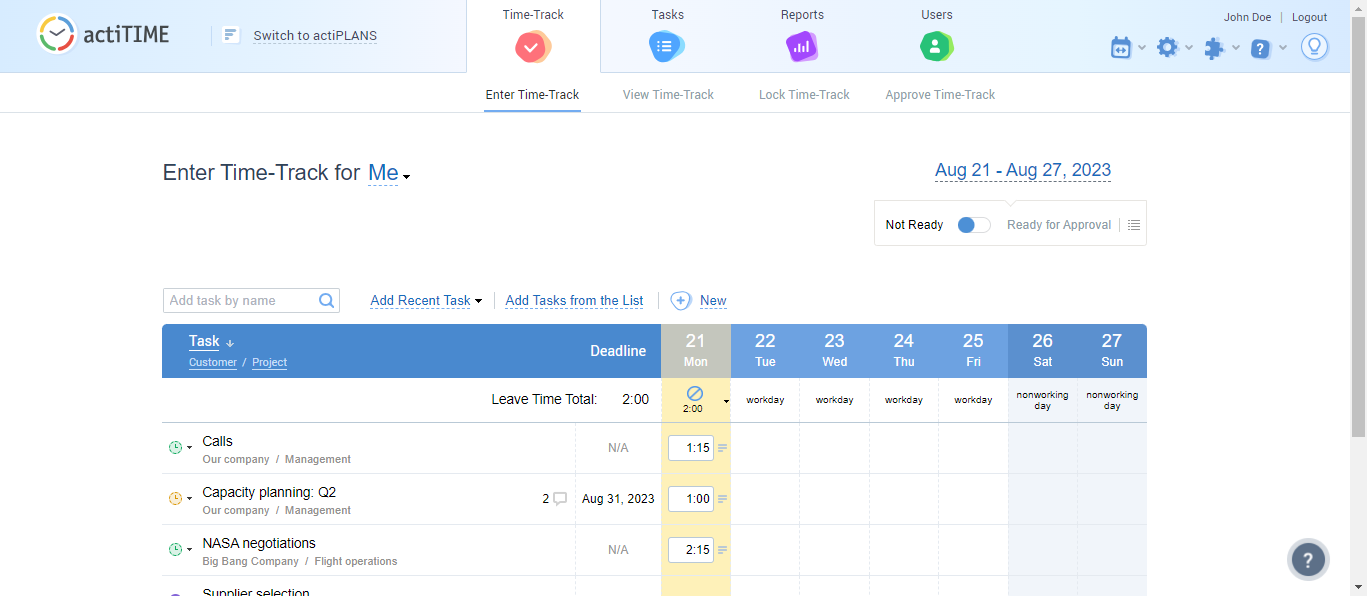 actiTIME
Switch to actiPLANS
Time-Track
Tasks
Reports
Users
John Doe | Logout
Enter Time-Track
View Time-Track
Lock Time-Track
Approve Time-Track
Enter Time-Track for Me
Aug 21 - Aug 27, 2023
Not Ready
Ready for Approval
Add task by name
Add Recent Task
Add Tasks from the List
New
Task
Customer / Project
Deadline
21
Mon
22
Tue
23
Wed
24
Thu
25
Fri
26
Sat
27
Sun
Leave Time Total: 2:00
2:00
workday
workday
workday
workday
nonworking
day
nonworking
day
Calls
Our company / Management
N/A
1:15
Capacity planning: Q2
Our company / Management
2
Aug 31, 2023
1:00
NASA negotiations
Big Bang Company / Flight operations
N/A
2:15
Supplier selection
?
?